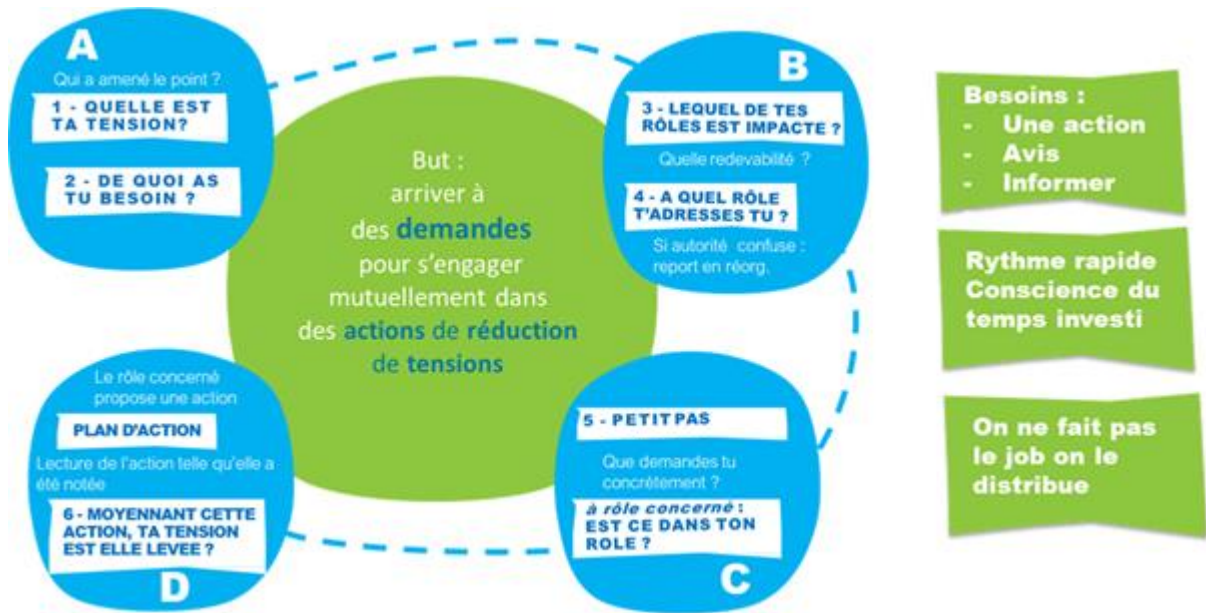 A
Qui a amené le point ?
1 - QUELLE EST
TA TENSION?
2 - DE QUOI AS
TU BESOIN ?
But :
arriver à
des demandes
pour s'engager
mutuellement dans
des actions de réduction
de tensions
B
3 - LEQUEL DE TES
RÔLES EST IMPACTE ?
Quelle redevabilité ?
4 - A QUEL RÔLE
T'ADRESSES TU ?
Si autorité confuse :
report en réorg.
5 - PETIT PAS
Que demandes tu
concrètement ?
à rôle concerné :
EST CE DANS TON
ROLE ?
C
Le rôle concerné
propose une action
PLAN D'ACTION
Lecture de l'action telle qu'elle a
été notée
6 - MOYENNANT CETTE
ACTION, TA TENSION
EST ELLE LEVEE ?
D
Besoins :
- Une action
- Avis
- Informer
Rythme rapide
Conscience du
temps investi
On ne fait pas
le job on le
distribue